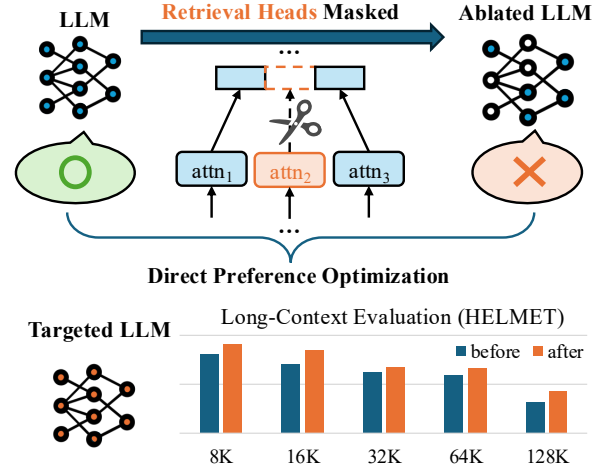 LLM
Retrieval Heads Masked
Ablated LLM
...
attn1
attn2
attn3
...
Direct Preference Optimization
Targeted LLM
Long-Context Evaluation (HELMET)
before after
8K 16K 32K 64K 128K